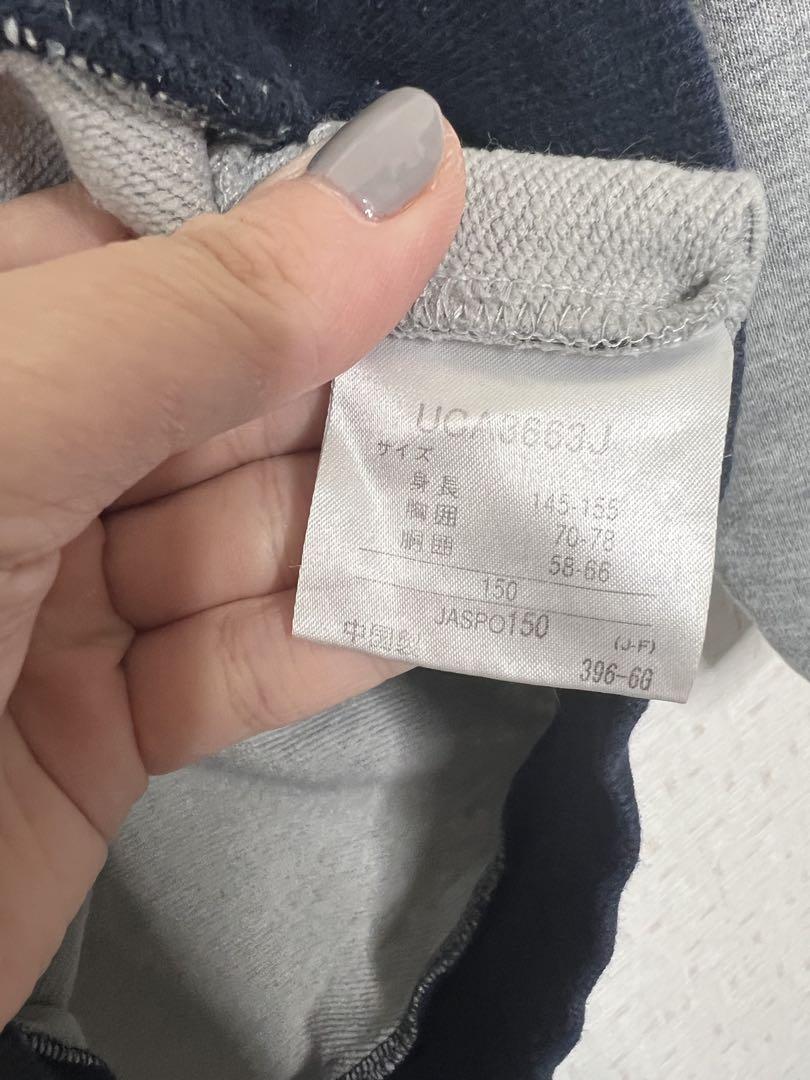 UCA3663J
サイズ
身長 145-155
胸囲 70-78
胴囲 58-66
150
JASPO150
中国製 (J-F)
396-6G